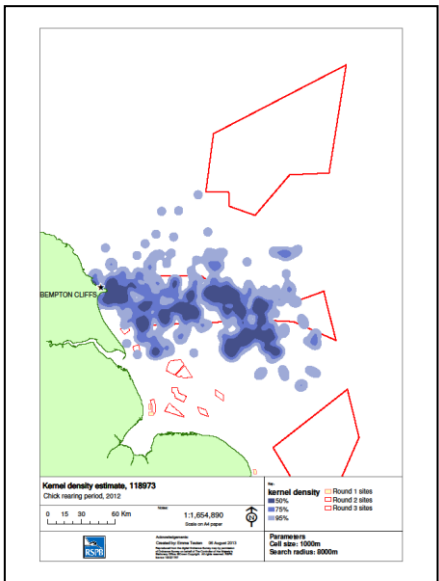 BEMPTON CLIFFS
Kernel density estimate, 118973
Chick rearing period, 2012
0 15 30 60 Km
1:1,654,890
Scale on A4 paper
N
kernel density
50%
75%
95%
Round 1 sites
Round 2 sites
Round 3 sites
RSPB
Acknowledgements
Parameters
Cell size: 1000m
Search radius: 8000m